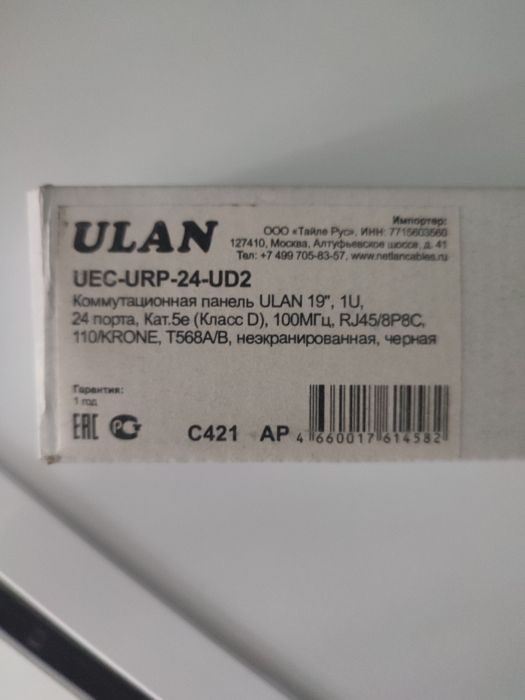 ULAN
Импортер:
ООО «Тайле Рус», ИНН: 7715603560
127410, Москва, Алтуфьевское шоссе, д. 41
Тел: +7 499 705-83-57, www.netlancables.ru
UEC-URP-24-UD2
Коммутационная панель ULAN 19", 1U,
24 порта, Кат.5e (Класс D), 100МГц, RJ45/8P8C,
110/KRONE, T568A/B, неэкранированная, черная
Гарантия:
1 год
EAC РС C421 AP 4 660017 614582